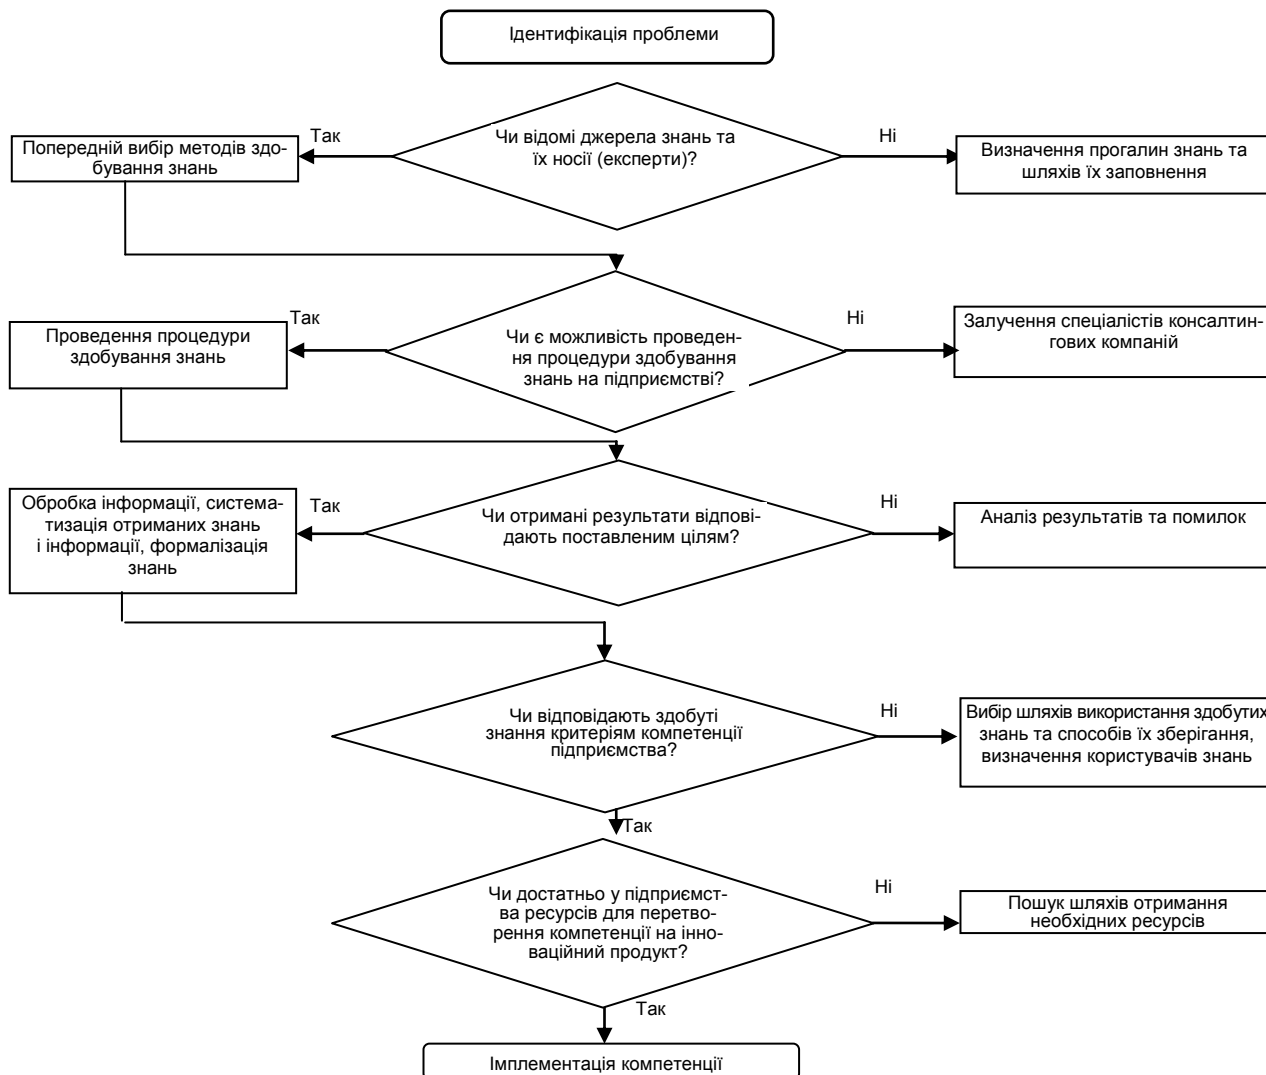 Ідентифікація проблеми
Так
Чи відомі джерела знань та
їх носії (експерти)?
Ні
Попередній вибір методів здо-
бування знань
Визначення прогалин знань та
шляхів їх заповнення
Так
Чи є можливість проведен-
ня процедури здобування
знань на підприємстві?
Ні
Проведення процедури
здобування знань
Залучення спеціалістів консалтин-
гових компаній
Обробка інформації, система-
тизація отриманих знань
і інформації, формалізація
знань
Так
Чи отримані результати відпові-
дають поставленим цілям?
Ні
Аналіз результатів та помилок
Чи відповідають здобуті
знання критеріям компетенції
підприємства?
Ні
Вибір шляхів використання здобутих
знань та способів їх зберігання,
визначення користувачів знань
Так
Чи достатньо у підприємст-
ва ресурсів для перетво-
рення компетенції на інно-
ваційний продукт?
Ні
Пошук шляхів отримання
необхідних ресурсів
Так
Імплементація компетенції